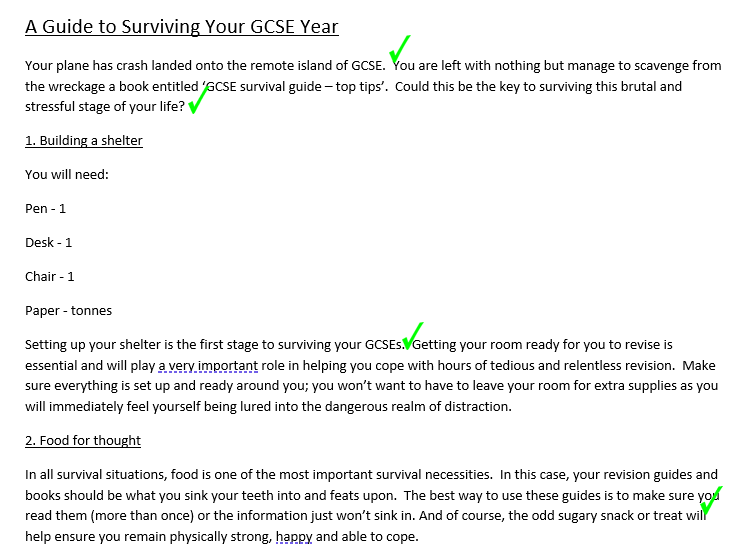 A Guide to Surviving Your GCSE Year
Your plane has crash landed onto the remote island of GCSE.  You are left with nothing but manage to scavenge from
the wreckage a book entitled ‘GCSE survival guide – top tips’.  Could this be the key to surviving this brutal and
stressful stage of your life?
1. Building a shelter
You will need:
Pen - 1
Desk - 1
Chair - 1
Paper - tonnes
Setting up your shelter is the first stage to surviving your GCSEs.  Getting your room ready for you to revise is
essential and will play a very important role in helping you cope with hours of tedious and relentless revision.  Make
sure everything is set up and ready around you; you won’t want to have to leave your room for extra supplies as you
will immediately feel yourself being lured into the dangerous realm of distraction.
2. Food for thought
In all survival situations, food is one of the most important survival necessities.  In this case, your revision guides and
books should be what you sink your teeth into and feats upon.  The best way to use these guides is to make sure you
read them (more than once) or the information just won’t sink in. And of course, the odd sugary snack or treat will
help ensure you remain physically strong, happy and able to cope.